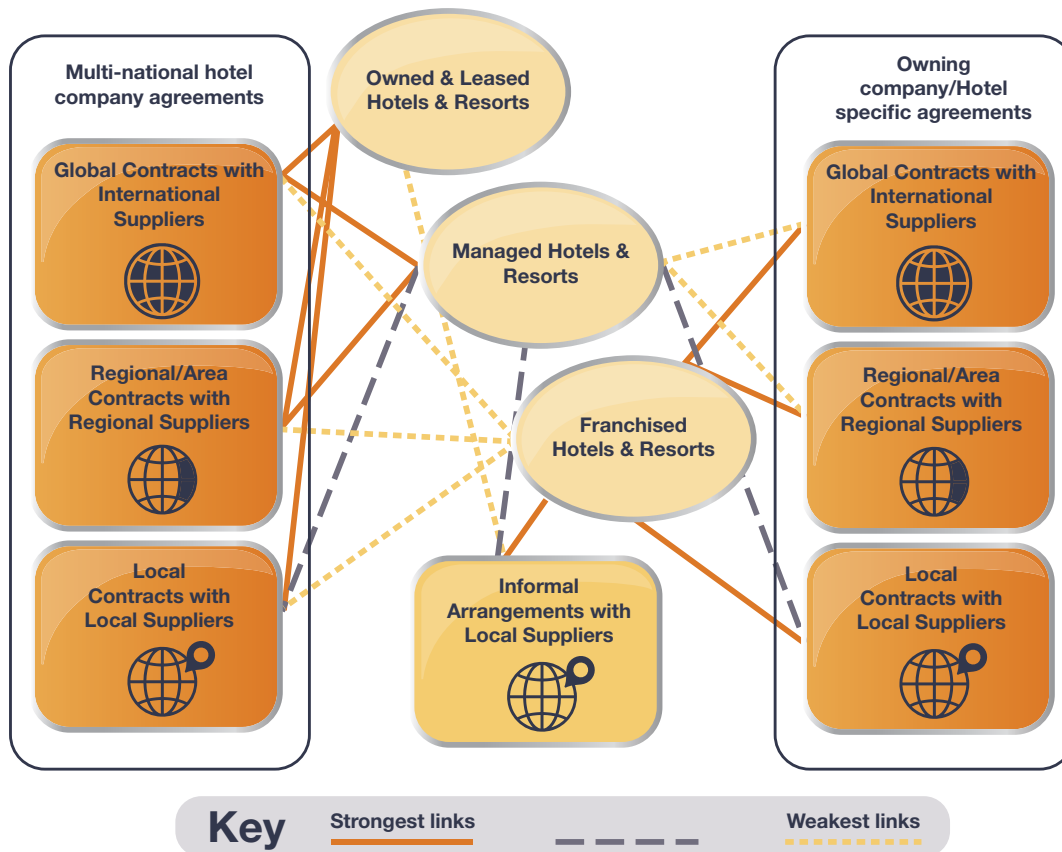 Multi-national hotel
company agreements
Global Contracts with
International
Suppliers
Regional/Area
Contracts with
Regional Suppliers
Local
Contracts with
Local Suppliers
Owned & Leased
Hotels & Resorts
Managed Hotels &
Resorts
Franchised
Hotels & Resorts
Informal
Arrangements with
Local Suppliers
Owning
company/Hotel
specific agreements
Global Contracts with
International
Suppliers
Regional/Area
Contracts with
Regional Suppliers
Local
Contracts with
Local Suppliers
Key
Strongest links
Weakest links